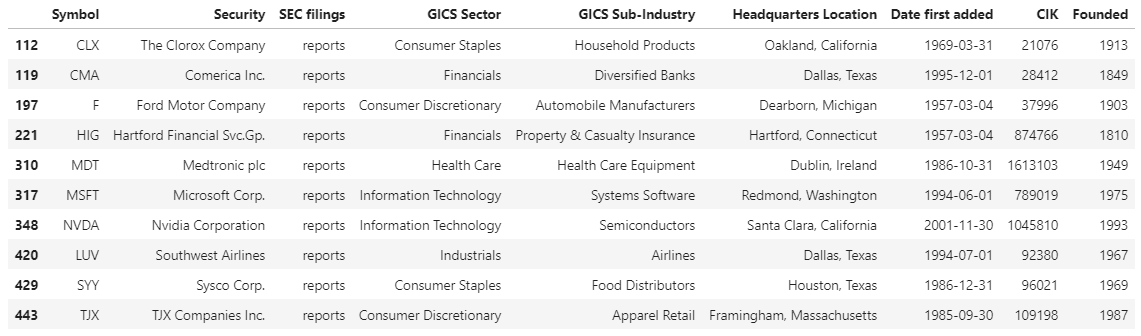 Symbol Security SEC filings GICS Sector GICS Sub-Industry Headquarters Location Date first added CIK Founded
112 CLX The Clorox Company reports Consumer Staples Household Products Oakland, California 1969-03-31 21076 1913
119 CMA Comerica Inc. reports Financials Diversified Banks Dallas, Texas 1995-12-01 28412 1849
197 F Ford Motor Company reports Consumer Discretionary Automobile Manufacturers Dearborn, Michigan 1957-03-04 37996 1903
221 HIG Hartford Financial Svc.Gp. reports Financials Property & Casualty Insurance Hartford, Connecticut 1957-03-04 874766 1810
310 MDT Medtronic plc reports Health Care Health Care Equipment Dublin, Ireland 1986-10-31 1613103 1949
317 MSFT Microsoft Corp. reports Information Technology Systems Software Redmond, Washington 1994-06-01 789019 1975
348 NVDA Nvidia Corporation reports Information Technology Semiconductors Santa Clara, California 2001-11-30 1045810 1993
420 LUV Southwest Airlines reports Industrials Airlines Dallas, Texas 1994-07-01 92380 1967
429 SYY Sysco Corp. reports Consumer Staples Food Distributors Houston, Texas 1986-12-31 96021 1969
443 TJX TJX Companies Inc. reports Consumer Discretionary Apparel Retail Framingham, Massachusetts 1985-09-30 109198 1987